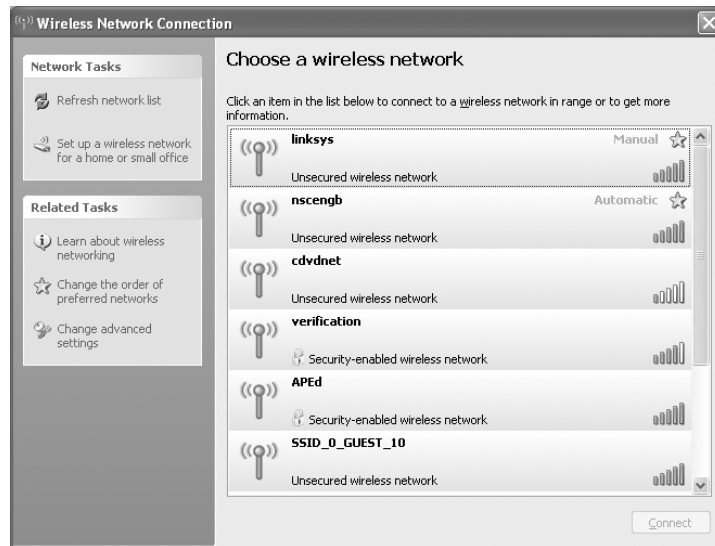 Wireless Network Connection
Network Tasks
Refresh network list
Set up a wireless network
for a home or small office
Related Tasks
Learn about wireless
networking
Change the order of
preferred networks
Change advanced
settings
Choose a wireless network
Click an item in the list below to connect to a wireless network in range or to get more
information.
linksys Manual
Unsecured wireless network
nscengb Automatic
Unsecured wireless network
cdvdnet
Unsecured wireless network
verification
Security-enabled wireless network
APEd
Security-enabled wireless network
SSID_0_GUEST_10
Unsecured wireless network
Connect